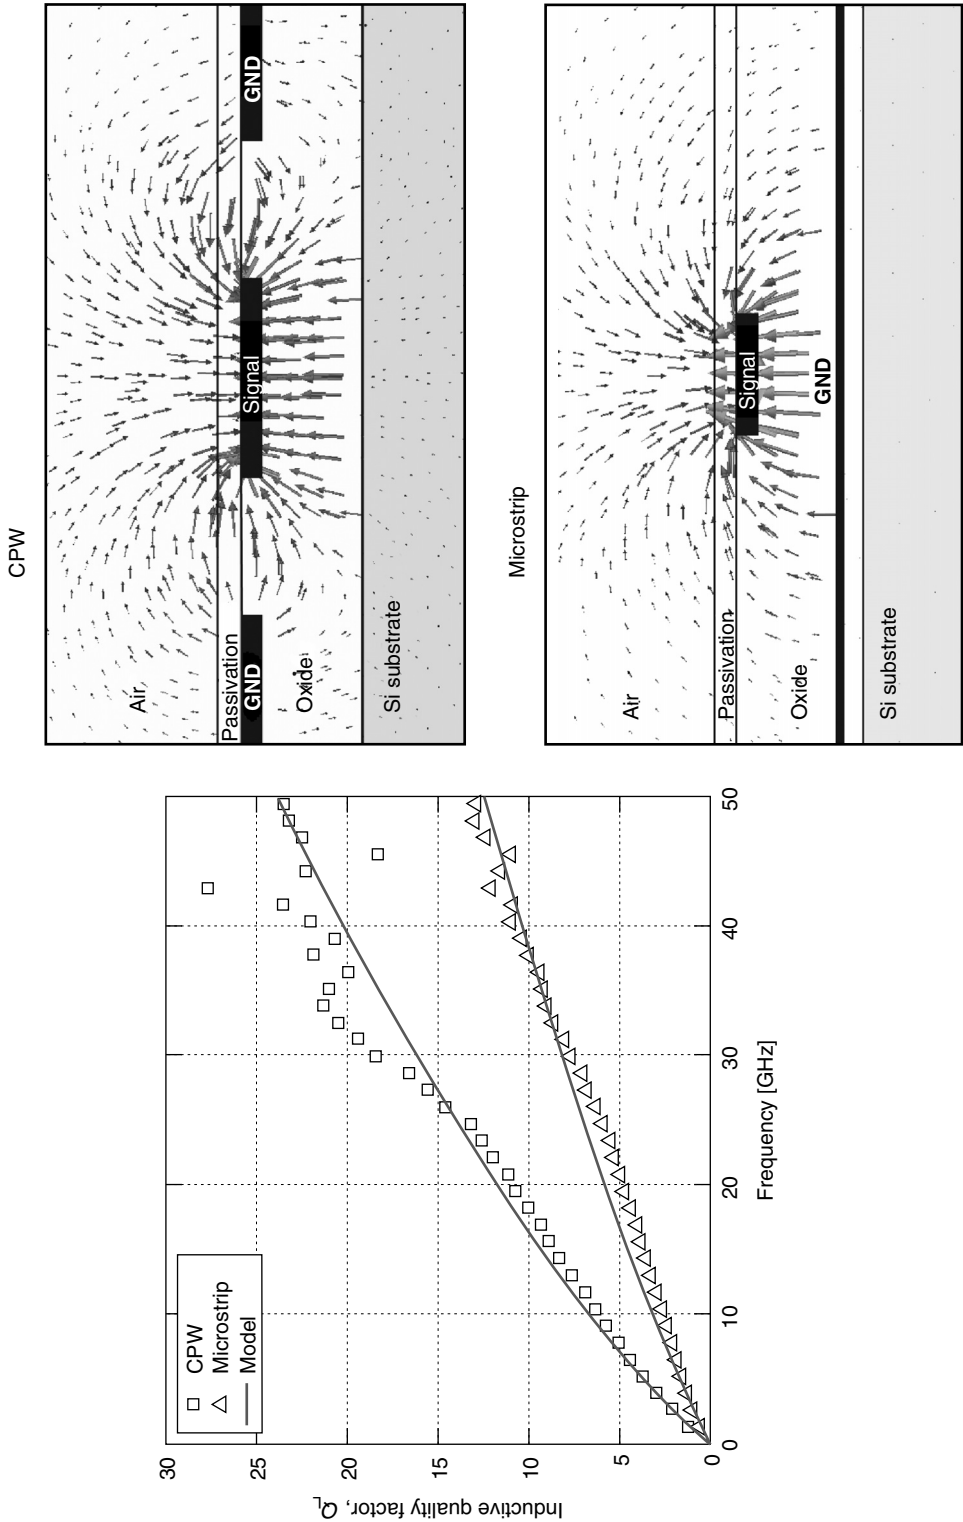 CPW
Air
Passivation
GND
Signal
GND
Oxide
Si substrate
Microstrip
Air
Passivation
Signal
Oxide
GND
Si substrate
30
25
20
15
10
5
0
Inductive quality factor, QL
CPW
Microstrip
Model
0
10
20
30
40
50
Frequency [GHz]